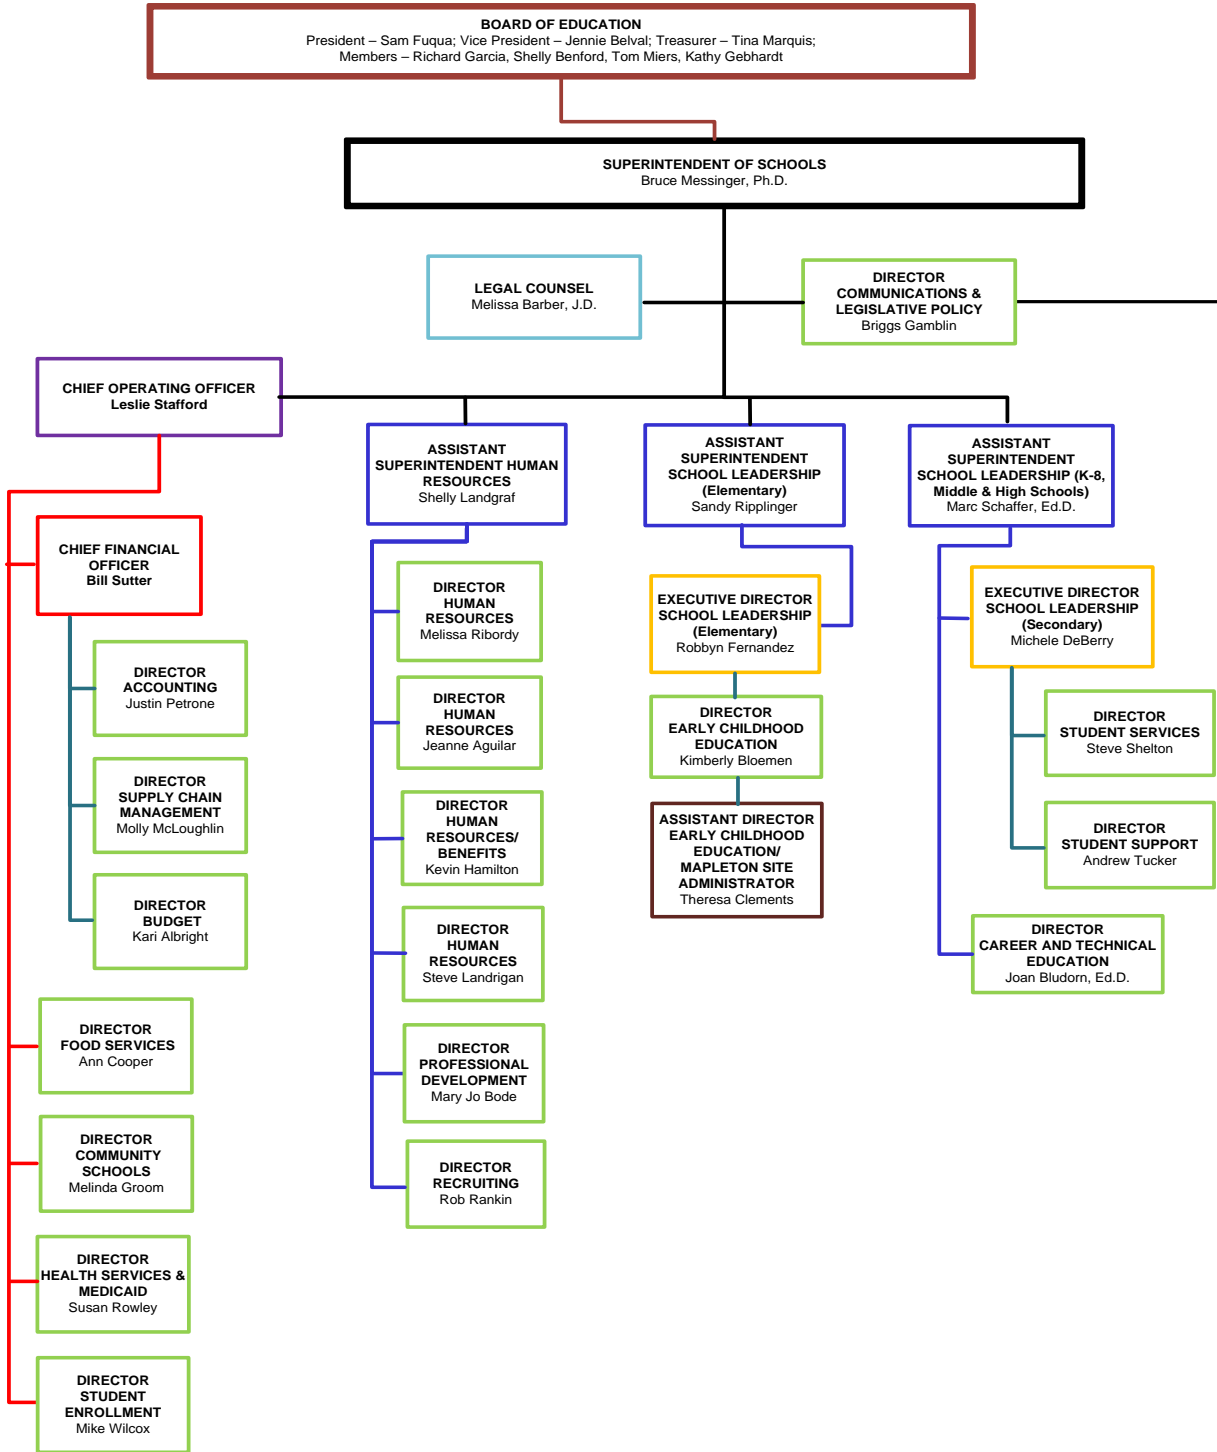 BOARD OF EDUCATION
President – Sam Fuqua; Vice President – Jennie Belval; Treasurer – Tina Marquis;
Members – Richard Garcia, Shelly Benford, Tom Miers, Kathy Gebhardt
SUPERINTENDENT OF SCHOOLS
Bruce Messinger, Ph.D.
LEGAL COUNSEL
Melissa Barber, J.D.
DIRECTOR
COMMUNICATIONS &
LEGISLATIVE POLICY
Briggs Gamblin
CHIEF OPERATING OFFICER
Leslie Stafford
CHIEF FINANCIAL
OFFICER
Bill Sutter
DIRECTOR
ACCOUNTING
Justin Petrone
DIRECTOR
SUPPLY CHAIN
MANAGEMENT
Molly McLoughlin
DIRECTOR
BUDGET
Kari Albright
DIRECTOR
FOOD SERVICES
Ann Cooper
DIRECTOR
COMMUNITY
SCHOOLS
Melinda Groom
DIRECTOR
HEALTH SERVICES &
MEDICAID
Susan Rowley
DIRECTOR
STUDENT
ENROLLMENT
Mike Wilcox
ASSISTANT
SUPERINTENDENT HUMAN
RESOURCES
Shelly Landgraf
DIRECTOR
HUMAN
RESOURCES
Melissa Ribordy
DIRECTOR
HUMAN
RESOURCES
Jeanne Aguilar
DIRECTOR
HUMAN
RESOURCES/
BENEFITS
Kevin Hamilton
DIRECTOR
HUMAN
RESOURCES
Steve Landrigan
DIRECTOR
PROFESSIONAL
DEVELOPMENT
Mary Jo Bode
DIRECTOR
RECRUITING
Rob Rankin
ASSISTANT
SUPERINTENDENT
SCHOOL LEADERSHIP
(Elementary)
Sandy Ripplinger
EXECUTIVE DIRECTOR
SCHOOL LEADERSHIP
(Elementary)
Robbyn Fernandez
DIRECTOR
EARLY CHILDHOOD
EDUCATION
Kimberly Bloemen
ASSISTANT DIRECTOR
EARLY CHILDHOOD
EDUCATION/
MAPLETON SITE
ADMINISTRATOR
Theresa Clements
ASSISTANT
SUPERINTENDENT
SCHOOL LEADERSHIP (K-8,
Middle & High Schools)
Marc Schaffer, Ed.D.
EXECUTIVE DIRECTOR
SCHOOL LEADERSHIP
(Secondary)
Michele DeBerry
DIRECTOR
STUDENT SERVICES
Steve Shelton
DIRECTOR
STUDENT SUPPORT
Andrew Tucker
DIRECTOR
CAREER AND TECHNICAL
EDUCATION
Joan Bludorn, Ed.D.